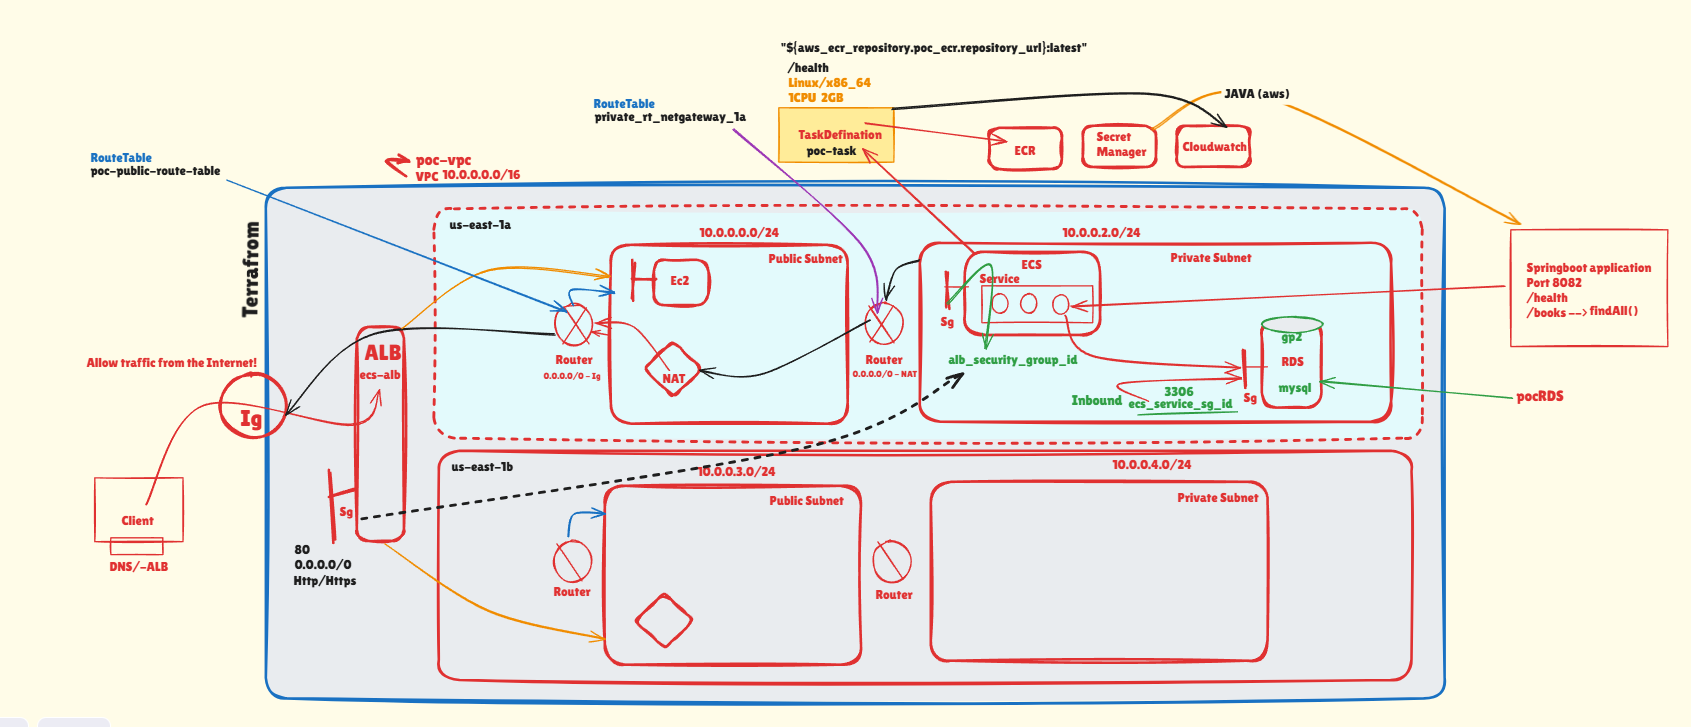 "${aws_ecr_repository.poc_ecr.repository_url}:latest"
/health
Linux/x86_64
1CPU 2GB
TaskDefination
poc-task
RouteTable
private_rt_netgateway_1a
JAVA (aws)
ECR
Secret
Manager
Cloudwatch
RouteTable
poc-public-route-table
poc-vpc
VPC 10.0.0.0.0/16
Terrafrom
us-east-1a
10.0.0.0.0/24
Public Subnet
Ec2
Router
0.0.0.0/0 - Ig
NAT
10.0.0.2.0/24
Private Subnet
ECS
Service
Sg
Router
0.0.0.0/0 - NAT
alb_security_group_id
gp2
RDS
mysql
Sg
Inbound
3306
ecs_service_sg_id
Springboot application
Port 8082
/health
/books --> findAll()
pocRDS
Allow traffic from the Internet!
Ig
ALB
ecs-alb
Sg
80
0.0.0.0/0
Http/Https
Client
DNS/-ALB
us-east-1b
10.0.0.3.0/24
Public Subnet
Router
10.0.0.4.0/24
Private Subnet
Router